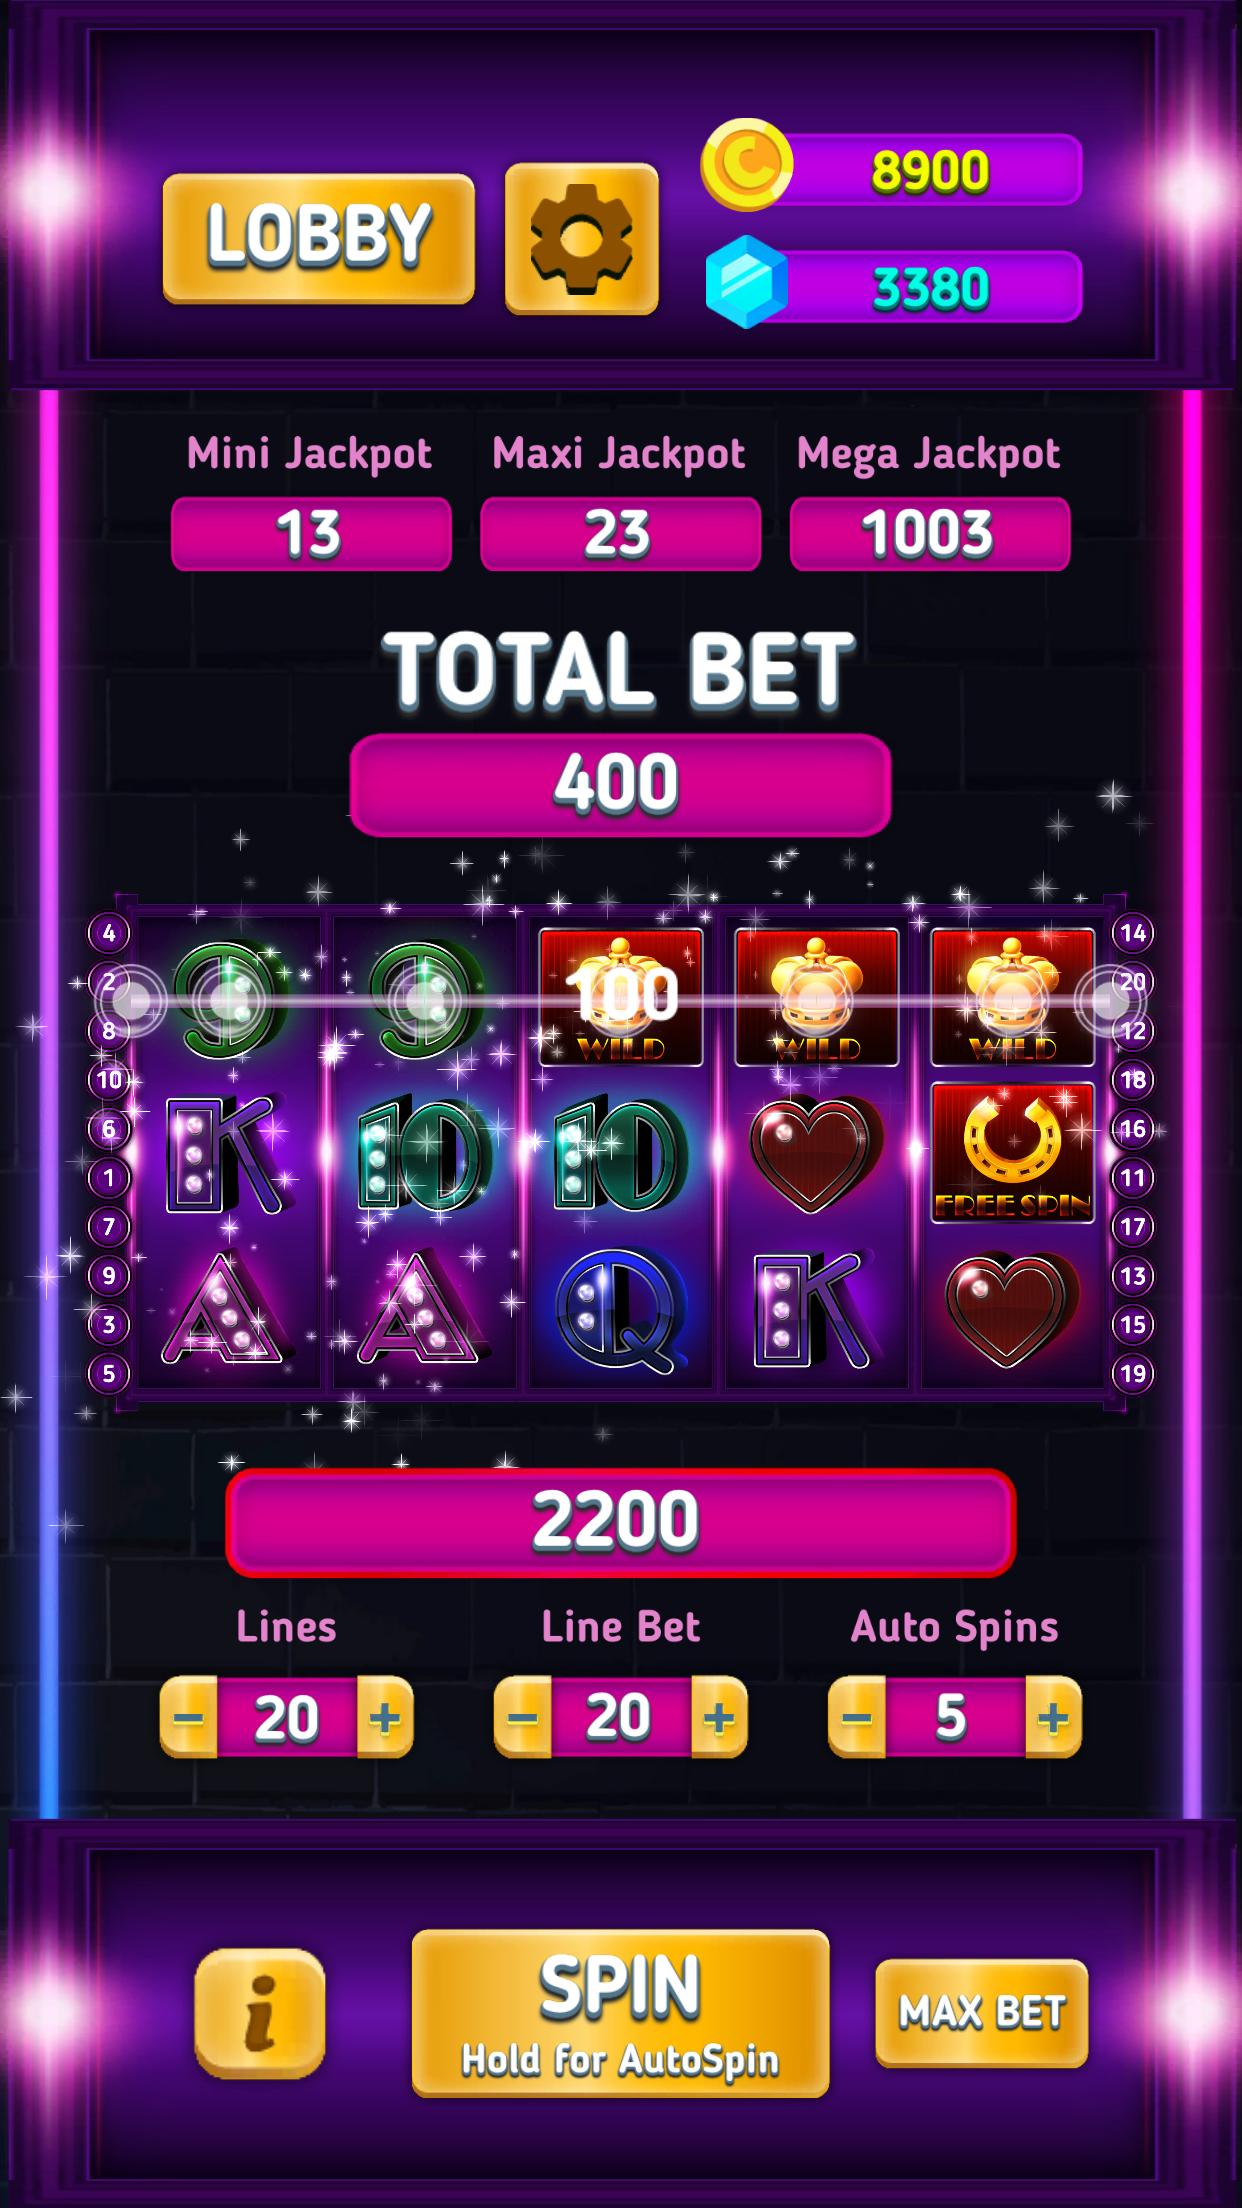 LOBBY
8900
3380
Mini Jackpot Maxi Jackpot Mega Jackpot
13 23 1003
TOTAL BET
400
4 14
2 20
100
8 12
WILD WILD WILD
10 18
6 K 10 10 16
1 11
FREE SPIN
7 17
9 13
A A Q K
3 15
5 19
2200
Lines Line Bet Auto Spins
− 20 + − 20 + − 5 +
i
SPIN
Hold for AutoSpin
MAX BET